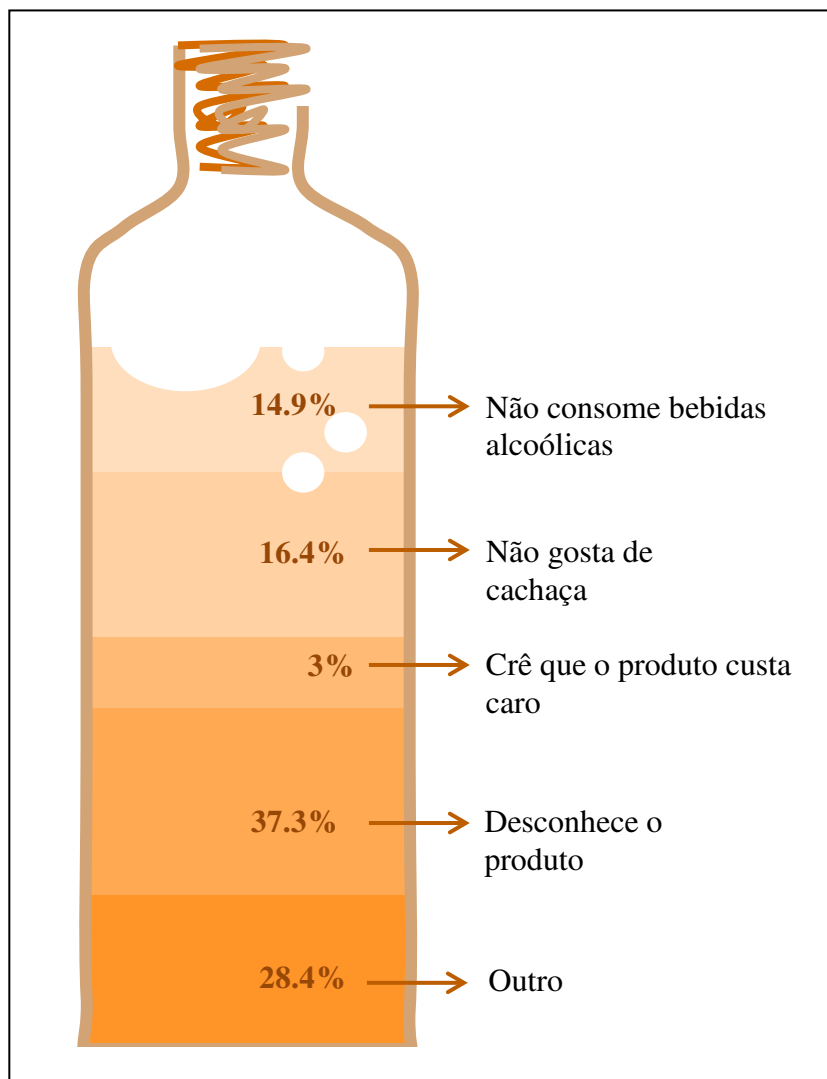 14.9%
Não consome bebidas
alcoólicas
16.4%
Não gosta de
cachaça
3%
Crê que o produto custa
caro
37.3%
Desconhece o
produto
28.4%
Outro